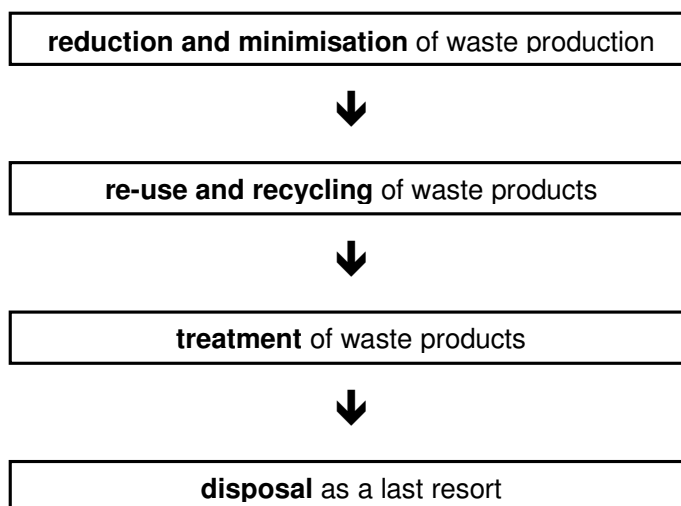 reduction and minimisation of waste production
re-use and recycling of waste products
treatment of waste products
disposal as a last resort